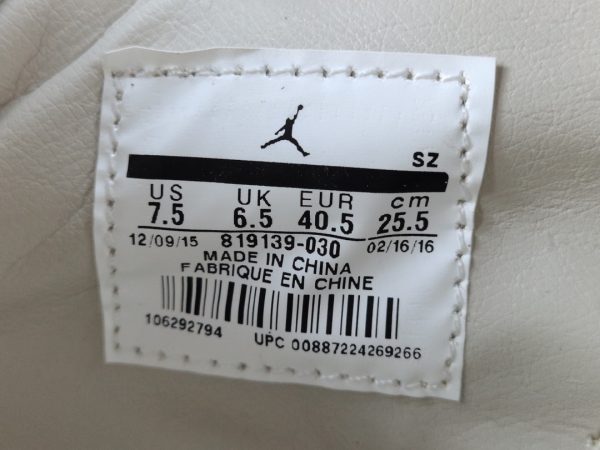 SZ
US UK EUR cm
7.5 6.5 40.5 25.5
12/09/15 819139-030 02/16/16
MADE IN CHINA
FABRIQUE EN CHINE
106292794 UPC 00887224269266